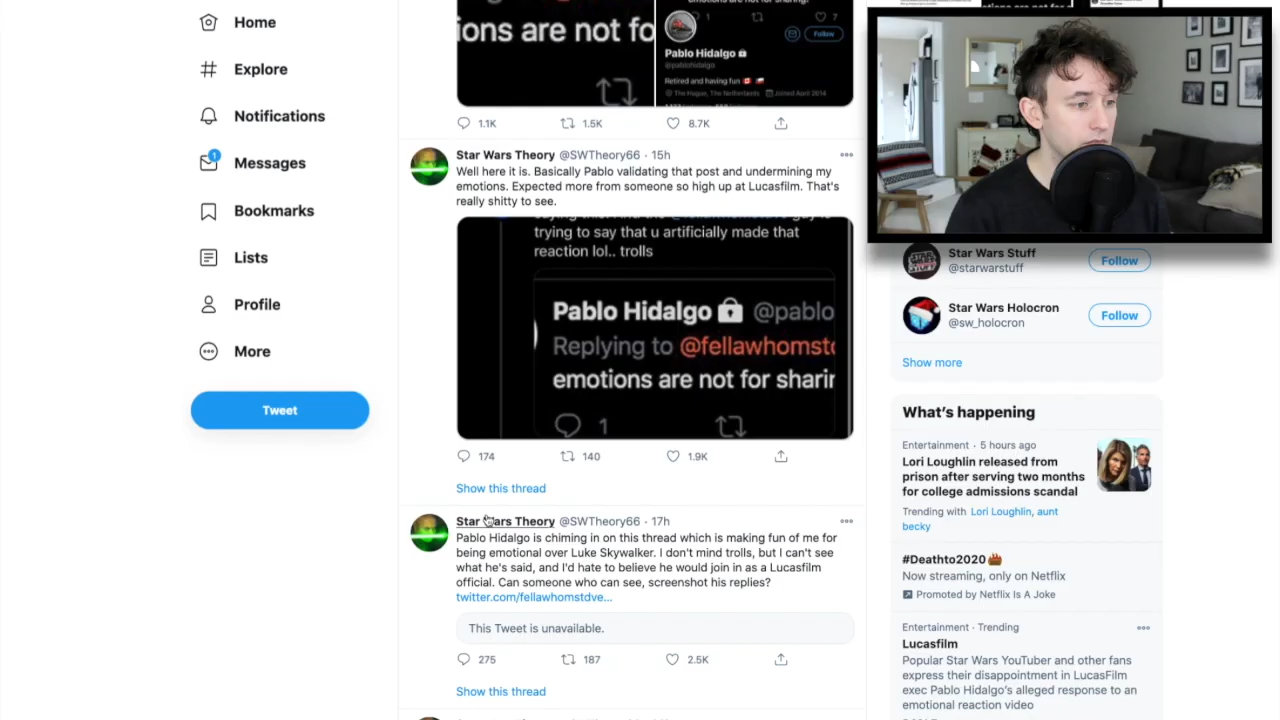 Home
Explore
Notifications
1
Messages
Bookmarks
Lists
Profile
More
Tweet
ions are not fo
1
7
Follow
Pablo Hidalgo
@pablohidalgo
Retired and having fun
The Hague, The Netherlands Joined April 2014
1.1K 1.5K 8.7K
Star Wars Theory @SWTheory66 · 15h
Well here it is. Basically Pablo validating that post and undermining my
emotions. Expected more from someone so high up at Lucasfilm. That's
really shitty to see.
trying to say that u artificially made that
reaction lol.. trolls
Pablo Hidalgo @pablo
Replying to @fellawhomstd
emotions are not for sharin
1
174 140 1.9K
Show this thread
Star Wars Theory @SWTheory66 · 17h
Pablo Hidalgo is chiming in on this thread which is making fun of me for
being emotional over Luke Skywalker. I don't mind trolls, but I can't see
what he's said, and I'd hate to believe he would join in as a Lucasfilm
official. Can someone who can see, screenshot his replies?
twitter.com/fellawhomstdve...
This Tweet is unavailable.
275 187 2.5K
Show this thread
Star Wars Stuff
@starwarstuff
Follow
Star Wars Holocron
@sw_holocron
Follow
Show more
What's happening
Entertainment · 5 hours ago
Lori Loughlin released from
prison after serving two months
for college admissions scandal
Trending with Lori Loughlin, aunt
becky
#Deathto2020
Now streaming, only on Netflix
Promoted by Netflix Is A Joke
Entertainment · Trending
Lucasfilm
Popular Star Wars YouTuber and other fans
express their disappointment in LucasFilm
exec Pablo Hidalgo's alleged response to an
emotional reaction video